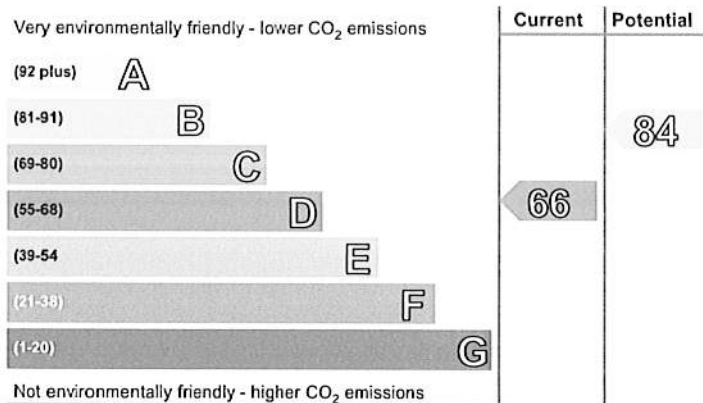 Very environmentally friendly - lower CO₂ emissions
Current
Potential
(92 plus) A
(81-91) B
84
(69-80) C
(55-68) D
66
(39-54 E
(21-38) F
(1-20) G
Not environmentally friendly - higher CO₂ emissions